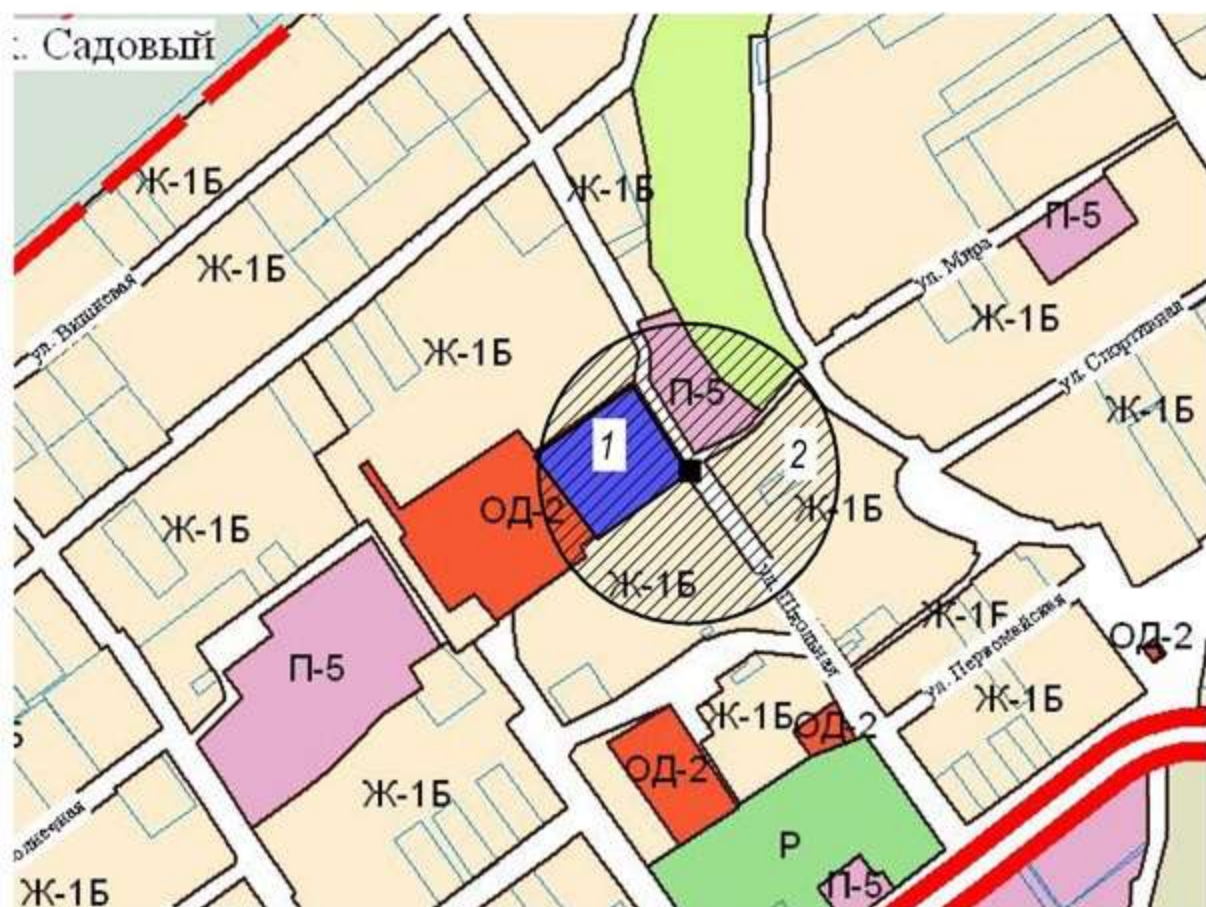 . Садовый
Ж-1Б
Ж-1Б
П-5
Ж-1Б
ул. Мира
ул. Вишневая
Ж-1Б
Ж-1Б
ул. Спортивная
П-5
Ж-1Б
1
2
ОД-2
Ж-1Б
Ж-1Б
Ж-1Б
ул. Школьная
Ж-1Б
ул. Первомайская
ОД-2
П-5
Ж-1Б
Ж-1Б
ОД-2
ОД-2
Ж-1Б
Р
П-5
Ж-1Б